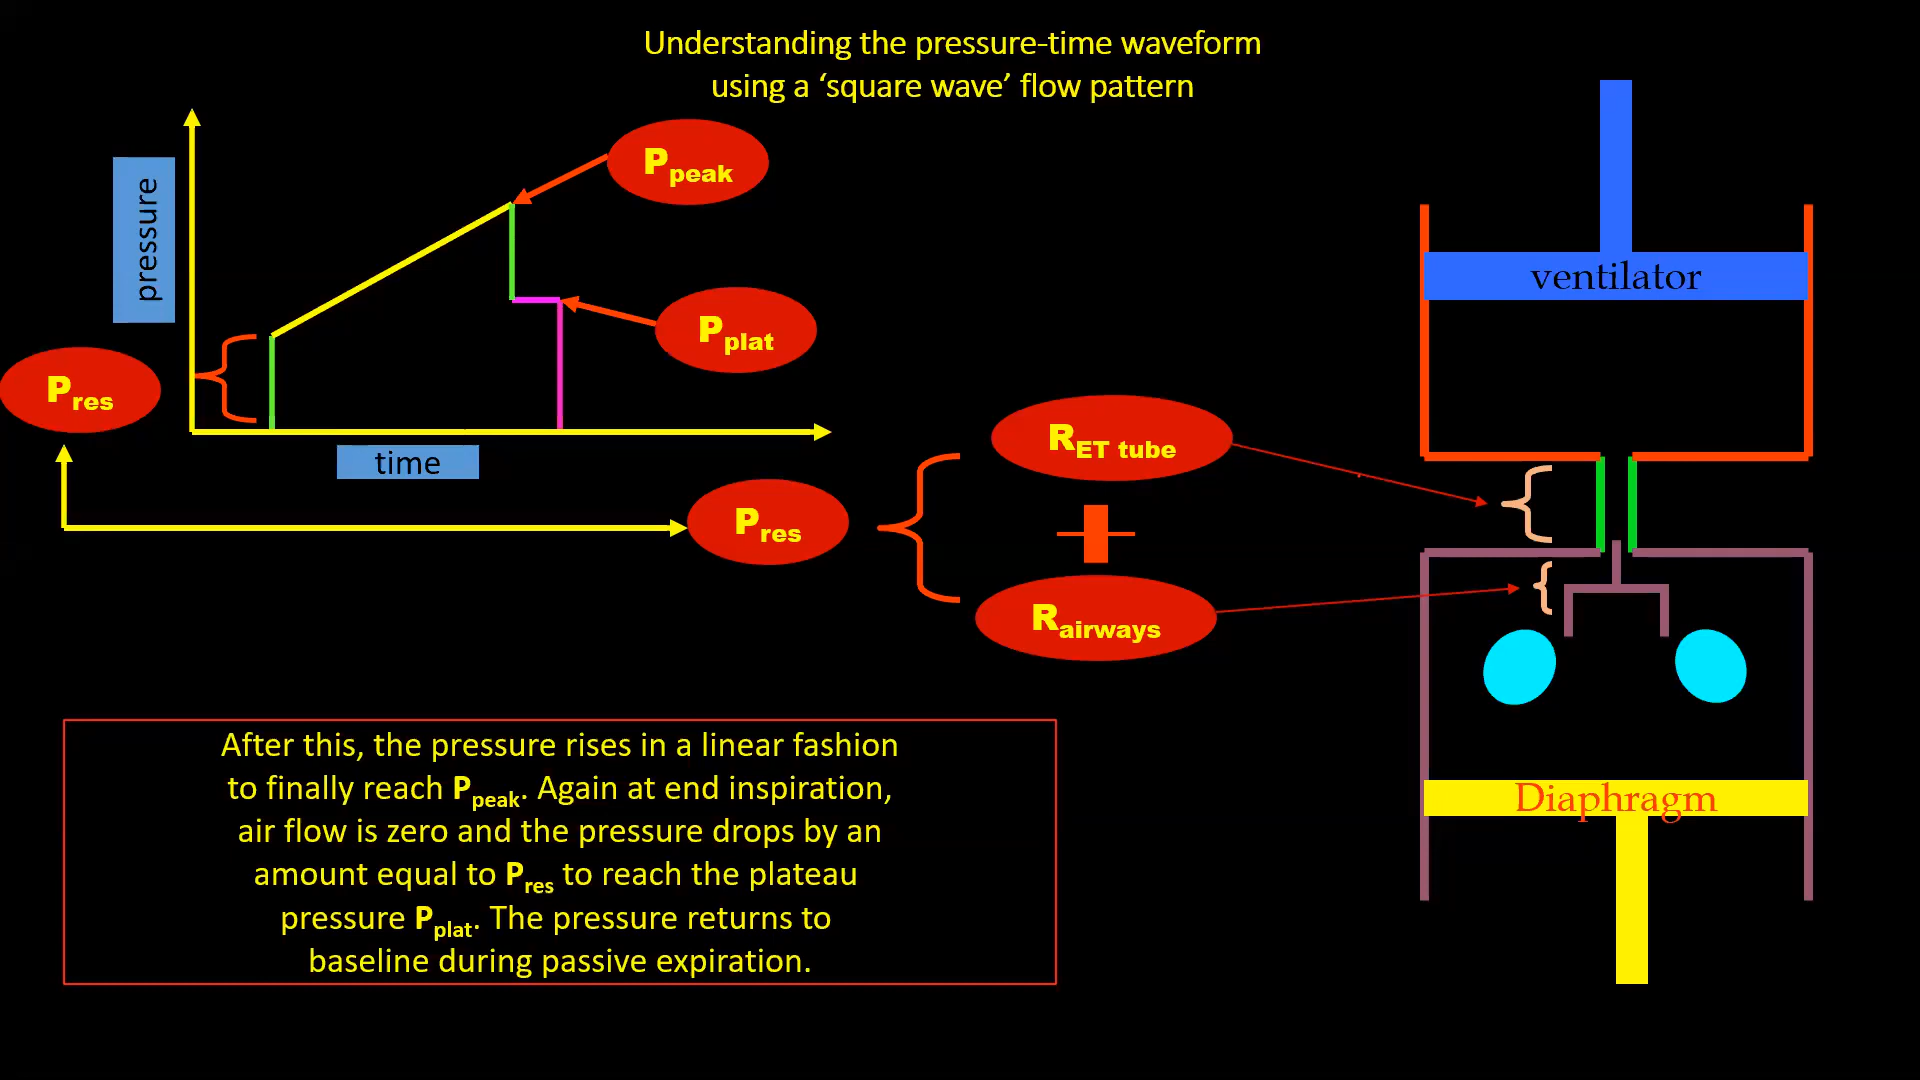 Understanding the pressure-time waveform
using a ‘square wave’ flow pattern
pressure
Ppeak
Pplat
Pres
time
Pres
RET tube
Rairways
ventilator
Diaphragm
After this, the pressure rises in a linear fashion
to finally reach Ppeak. Again at end inspiration,
air flow is zero and the pressure drops by an
amount equal to Pres to reach the plateau
pressure Pplat. The pressure returns to
baseline during passive expiration.